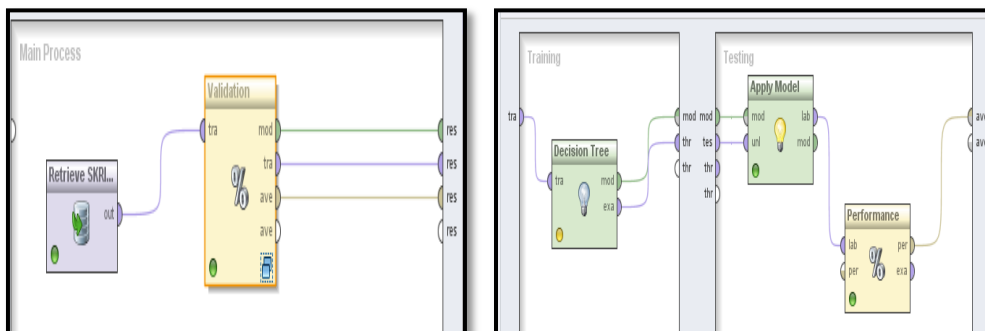 Main Process
Validation
tra
mod
tra
ave
ave
res
res
res
res
Retrieve SKRI...
out
Training
tra
Decision Tree
tra
mod
exa
mod
thr
thr
Testing
mod
tes
thr
thr
Apply Model
mod
unl
lab
mod
Performance
lab
per
per
exa
ave
ave